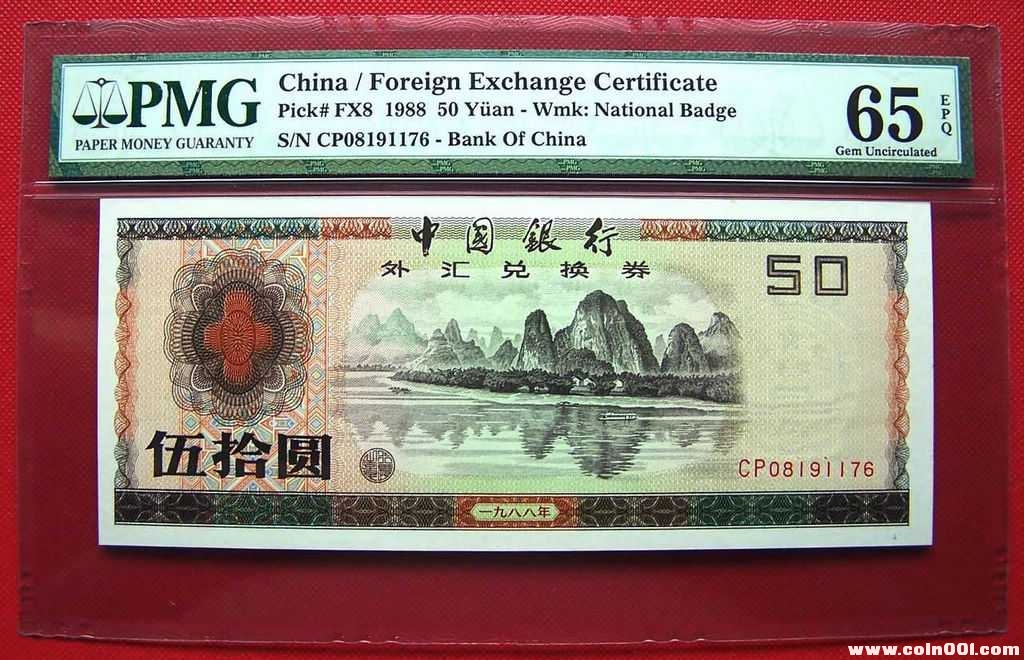 PMG
PAPER MONEY GUARANTY
China / Foreign Exchange Certificate
Pick# FX8 1988 50 Yüan - Wmk: National Badge
S/N CP08191176 - Bank Of China
65 EPQ
Gem Uncirculated
中国銀行
外汇兑换券
50
伍拾圆
CP08191176
一九八八年
www.coin001.com